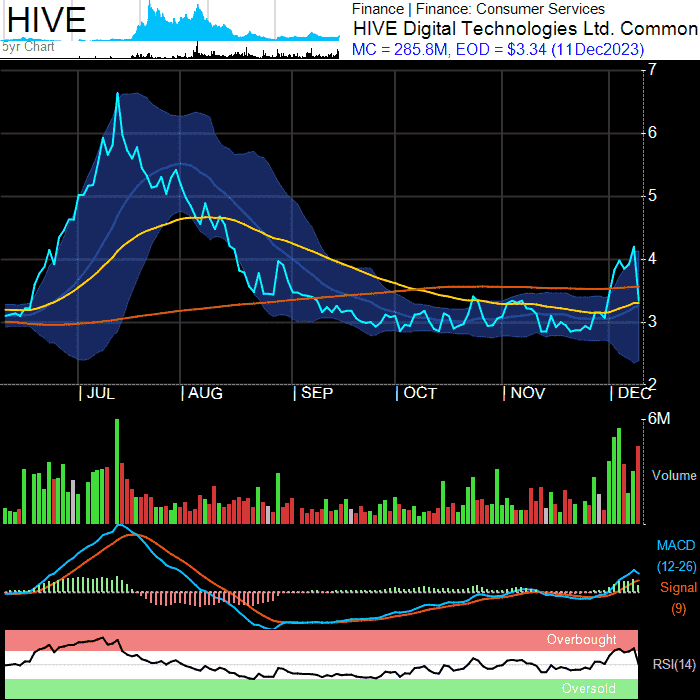 HIVE
5yr Chart
Finance | Finance: Consumer Services
HIVE Digital Technologies Ltd. Common
MC = 285.8M, EOD = $3.34 (11Dec2023)
7
6
5
4
3
2
| JUL | AUG | SEP | OCT | NOV | DEC
6M
Volume
MACD
(12-26)
Signal
(9)
Overbought
RSI(14)
Oversold